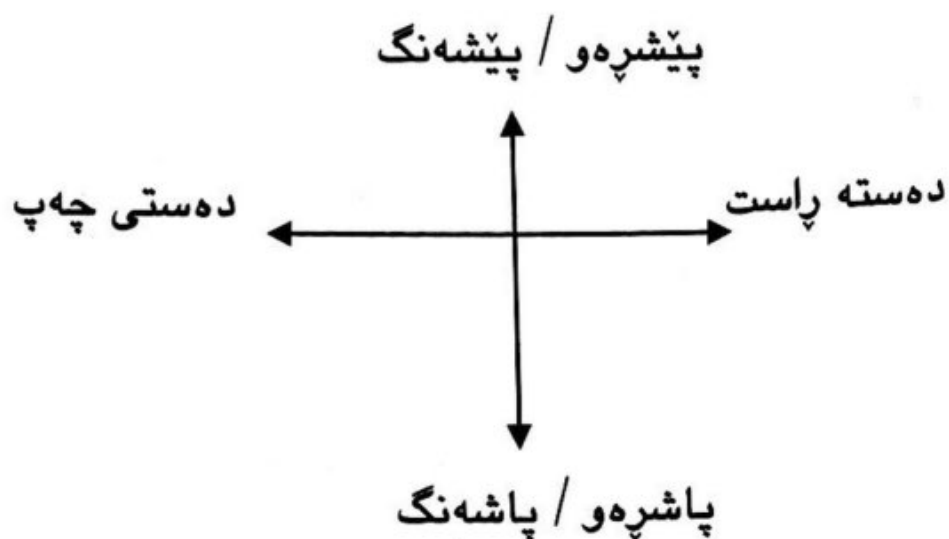 پێشڕەو / پێشەنگ
دەستە ڕاست
دەستی چەپ
پاشڕەو / پاشەنگ